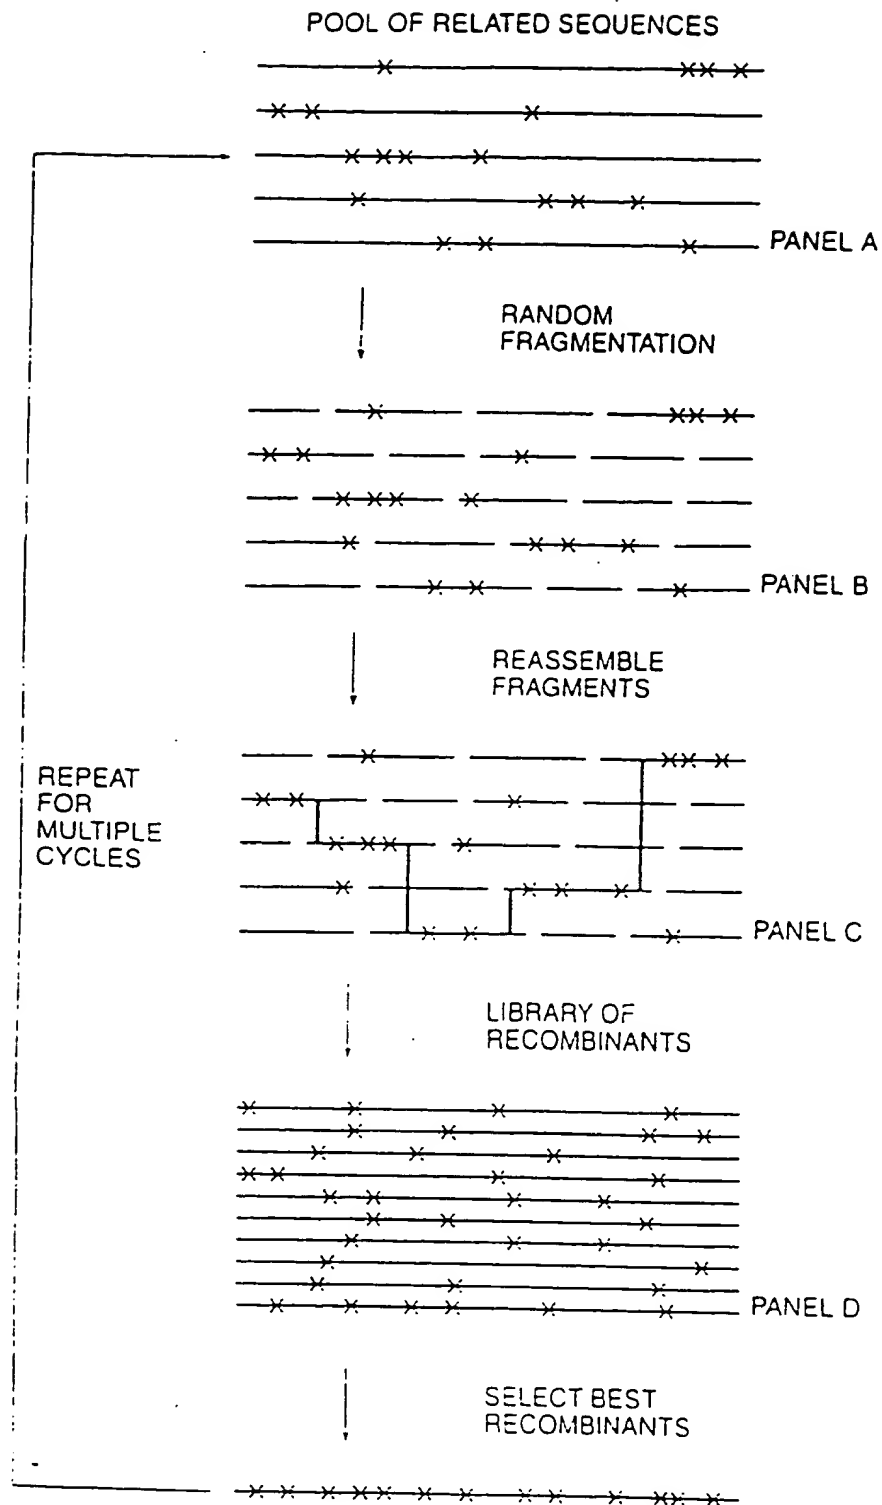 POOL OF RELATED SEQUENCES
PANEL A
RANDOM
FRAGMENTATION
PANEL B
REASSEMBLE
FRAGMENTS
REPEAT
FOR
MULTIPLE
CYCLES
PANEL C
LIBRARY OF
RECOMBINANTS
PANEL D
SELECT BEST
RECOMBINANTS